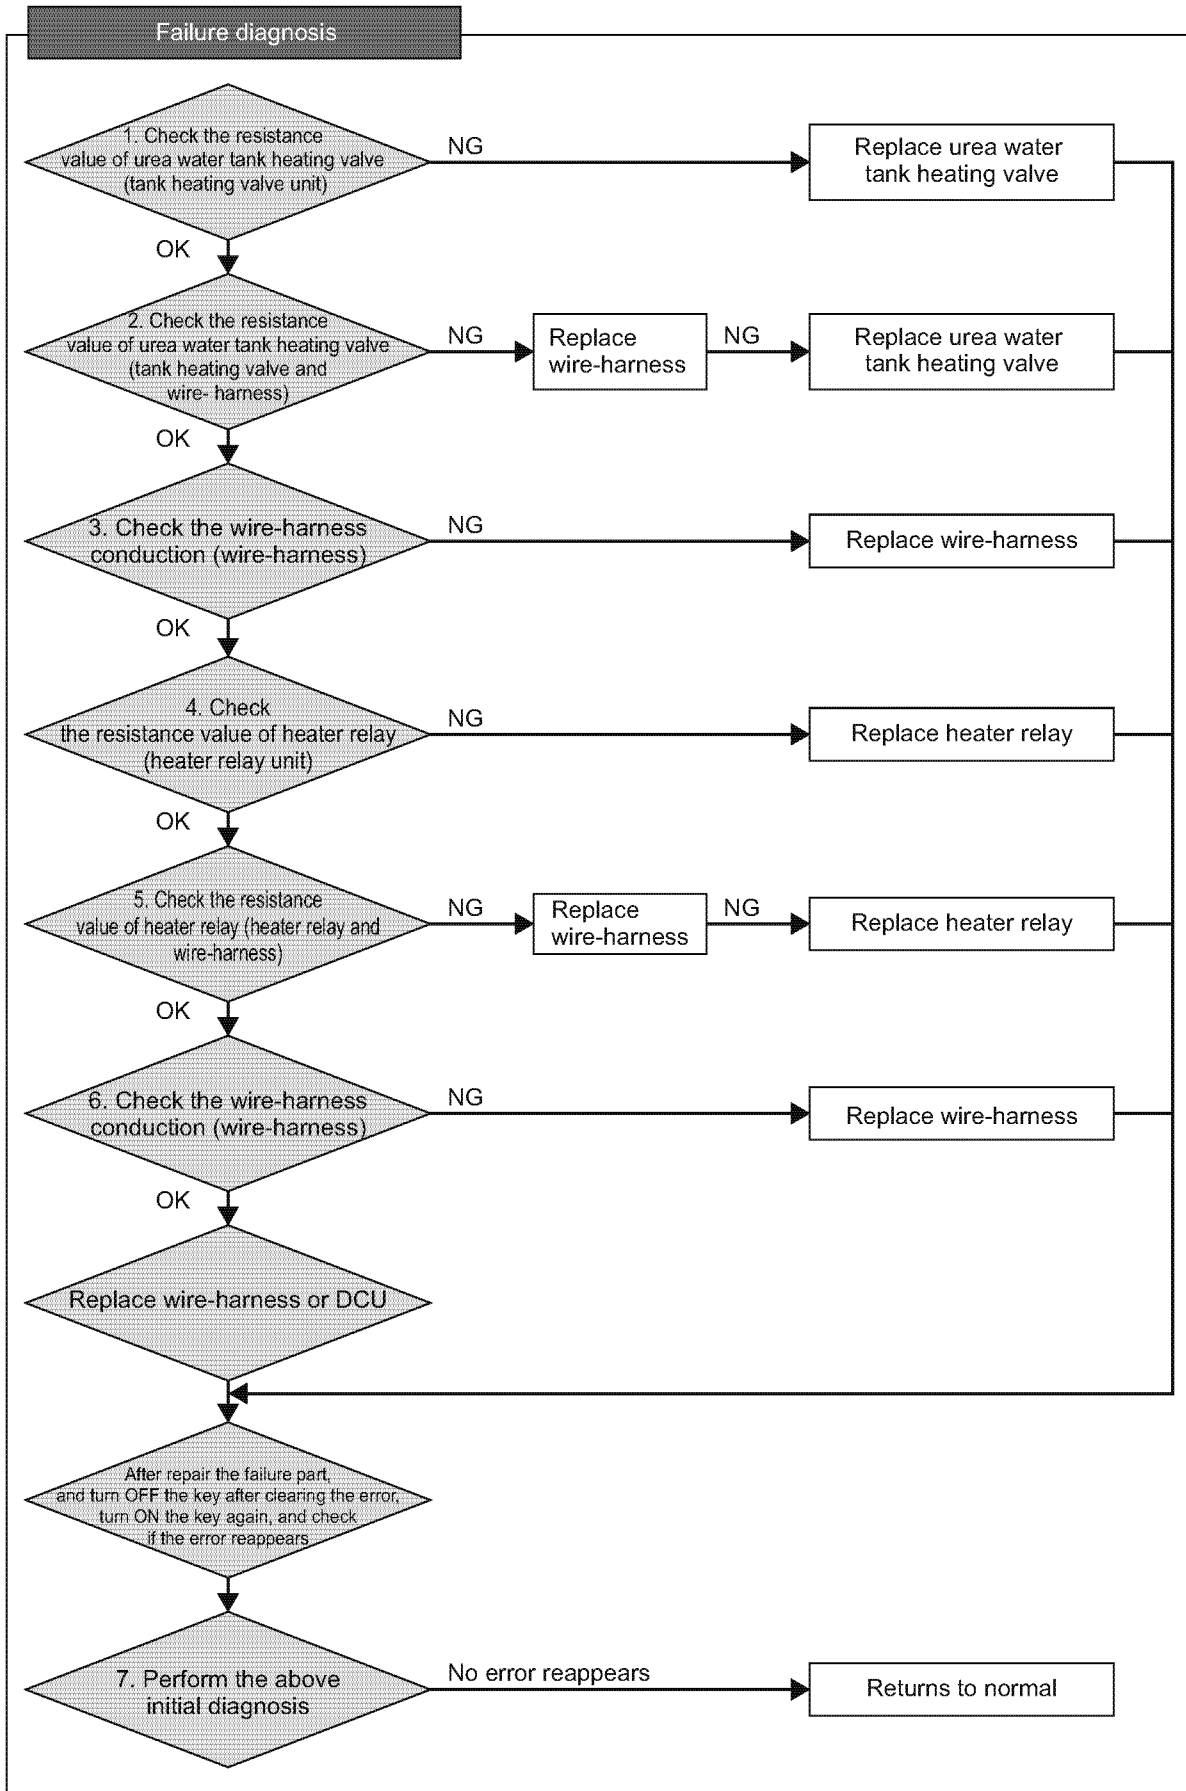 Failure diagnosis
1. Check the resistance
value of urea water tank heating valve
(tank heating valve unit)
NG
Replace urea water
tank heating valve
OK
2. Check the resistance
value of urea water tank heating valve
(tank heating valve and
wire- harness)
NG
Replace
wire-harness
NG
Replace urea water
tank heating valve
OK
3. Check the wire-harness
conduction (wire-harness)
NG
Replace wire-harness
OK
4. Check
the resistance value of heater relay
(heater relay unit)
NG
Replace heater relay
OK
5. Check the resistance
value of heater relay (heater relay and
wire-harness)
NG
Replace
wire-harness
NG
Replace heater relay
OK
6. Check the wire-harness
conduction (wire-harness)
NG
Replace wire-harness
OK
Replace wire-harness or DCU
After repair the failure part,
and turn OFF the key after clearing the error,
turn ON the key again, and check
if the error reappears
7. Perform the above
initial diagnosis
No error reappears
Returns to normal